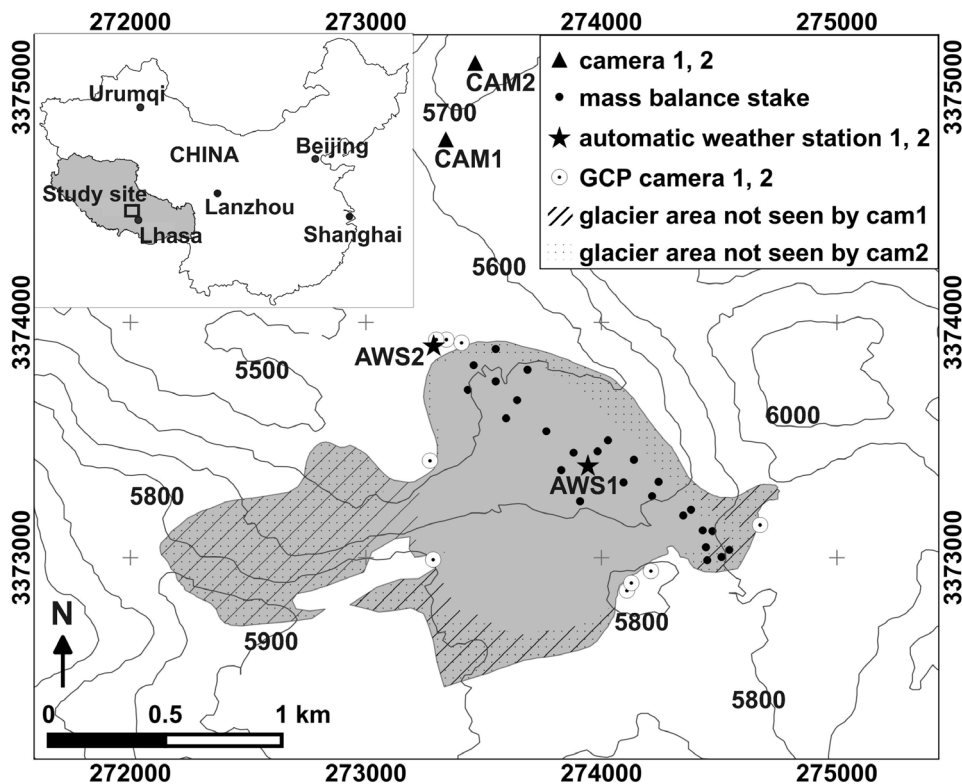 272000
273000
274000
275000
3375000
3375000
Urumqi
CHINA
Beijing
Study site
Lanzhou
Lhasa
Shanghai
CAM2
5700
CAM1
camera 1, 2
mass balance stake
automatic weather station 1, 2
GCP camera 1, 2
glacier area not seen by cam1
glacier area not seen by cam2
5600
3374000
3374000
AWS2
5500
6000
AWS1
5800
3373000
3373000
N
5900
5800
5800
0
0.5
1 km
272000
273000
274000
275000